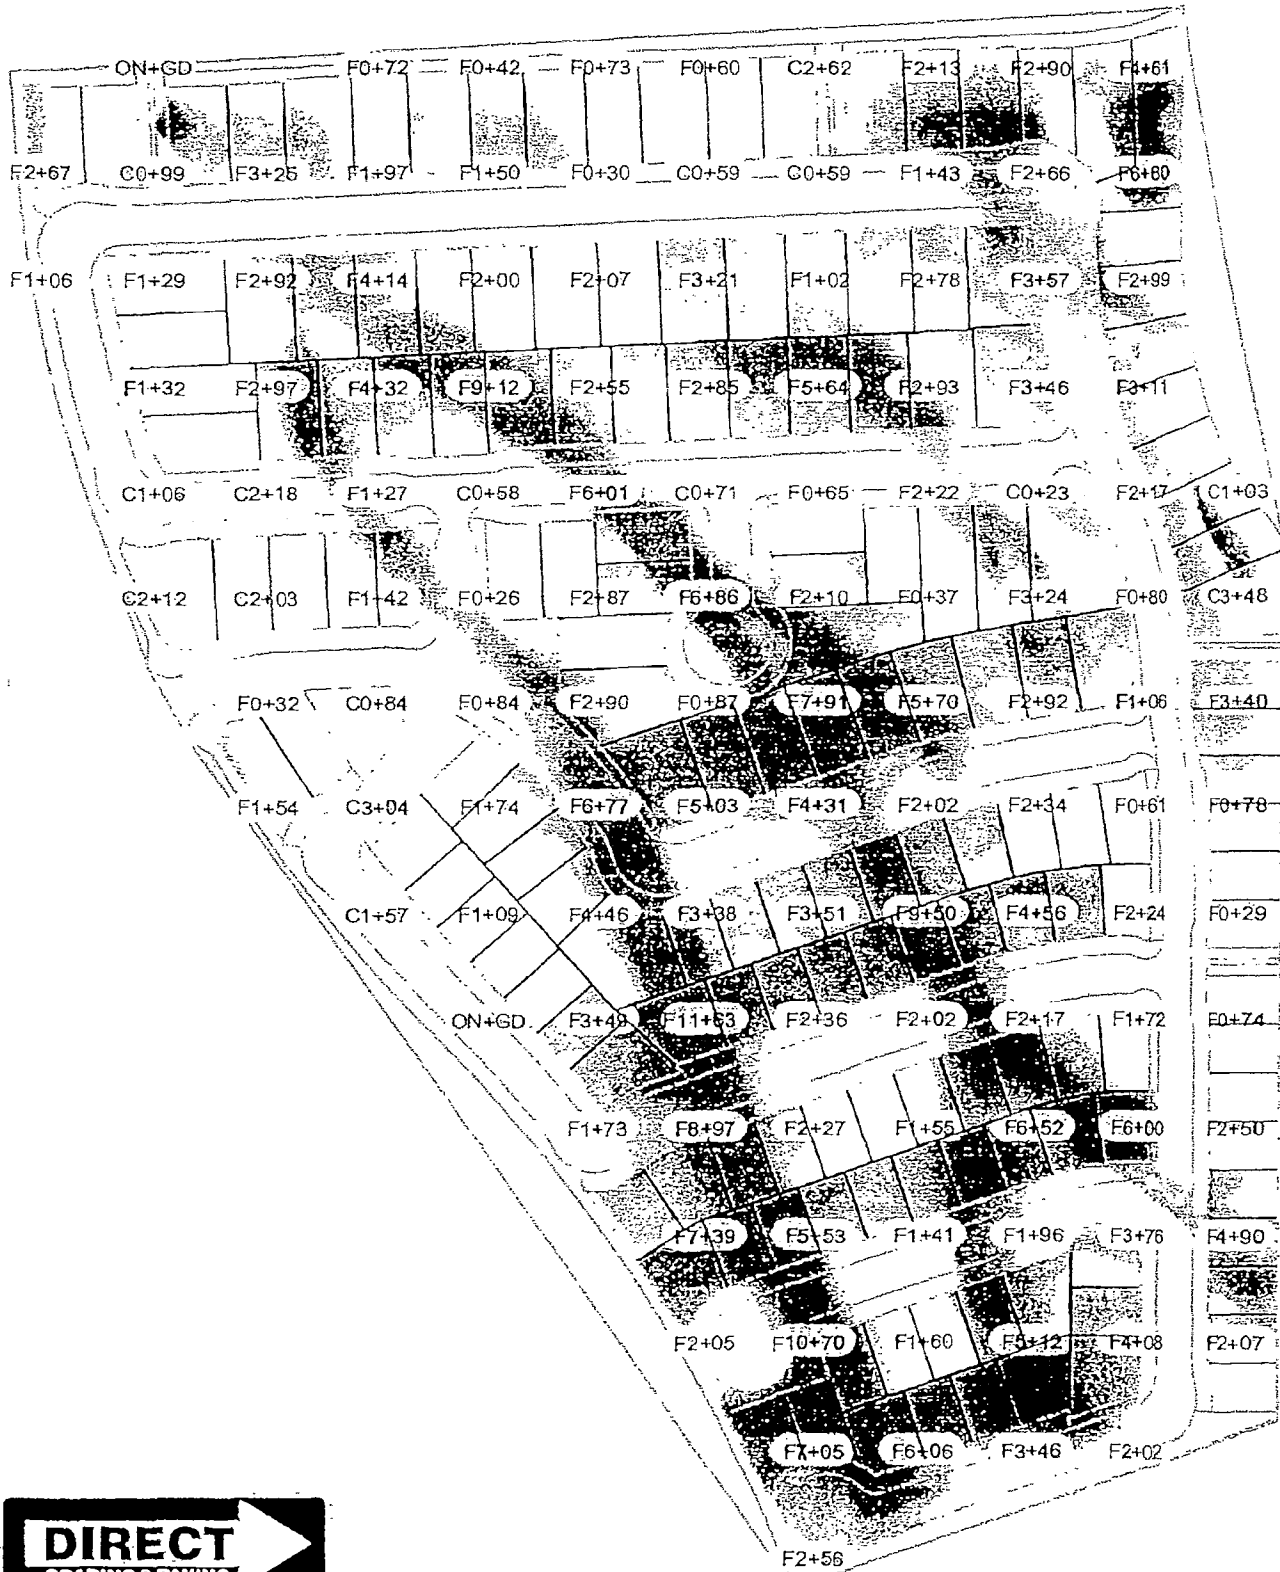 ON+GD F0+72 F0+42 F0+73 F0+60 C2+62 F2+13 F2+90 F4+61
F2+67 C0+99 F3+25 F1+97 F1+50 F0+30 C0+59 C0+59 F1+43 F2+66 F6+80
F1+06 F1+29 F2+92 F4+14 F2+00 F2+07 F3+21 F1+02 F2+78 F3+57 F2+99
F1+32 F2+97 F4+32 F9+12 F2+55 F2+85 F5+64 F2+93 F3+46 F3+11
C1+06 C2+18 F1+27 C0+58 F6+01 C0+71 F0+65 F2+22 C0+23 F2+17 C1+03
C2+12 C2+03 F1+42 F0+26 F2+87 F6+86 F2+10 F0+37 F3+24 F0+80 C3+48
F0+32 C0+84 F0+84 F2+90 F0+87 F7+91 F5+70 F2+92 F1+06 F3+40
F1+54 C3+04 F1+74 F6+77 F5+03 F4+31 F2+02 F2+34 F0+61 F0+78
C1+57 F1+09 F4+46 F3+38 F3+51 F9+50 F4+56 F2+24 F0+29
ON+GD F3+49 F11+63 F2+36 F2+02 F2+17 F1+72 F0+74
F1+73 F8+97 F2+27 F1+55 F6+52 F6+00 F2+50
F7+39 F5+53 F1+41 F1+96 F3+76 F4+90
F2+05 F10+70 F1+60 F5+12 F4+08 F2+07
F7+05 F6+06 F3+46 F2+02
F2+56
DIRECT